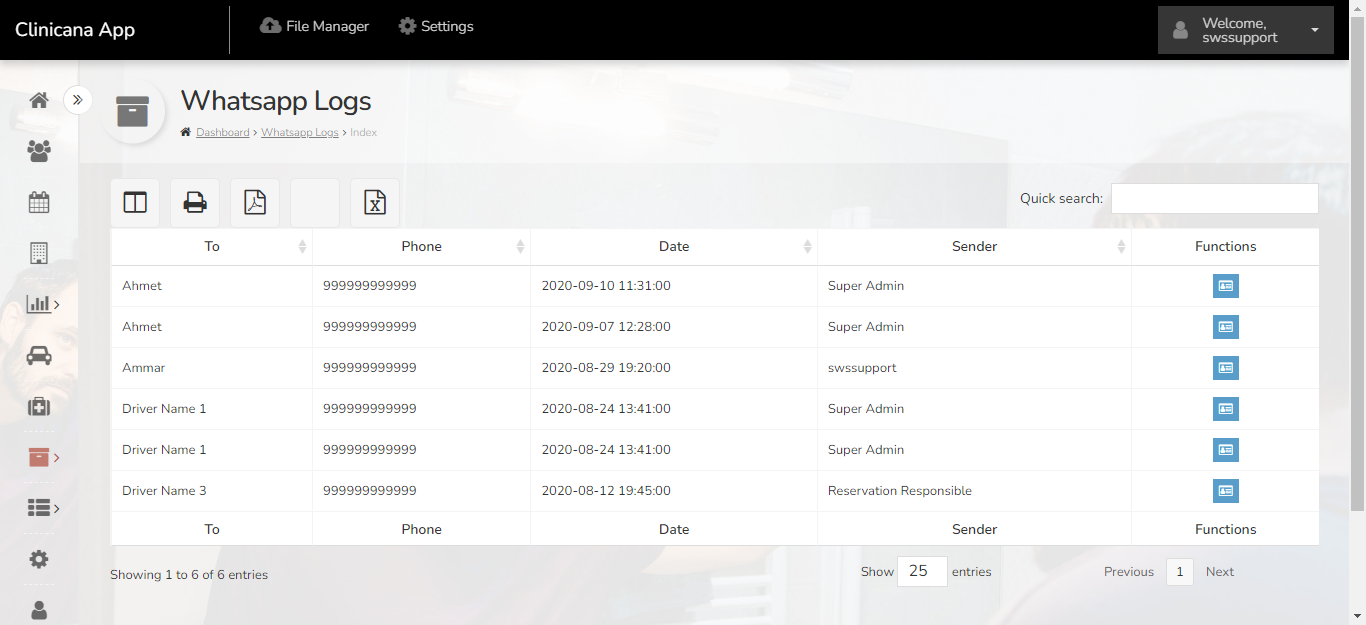 Clinicana App
File Manager
Settings
Welcome,
swssupport
Whatsapp Logs
Dashboard › Whatsapp Logs › Index
Quick search:
To Phone Date Sender Functions
Ahmet 999999999999 2020-09-10 11:31:00 Super Admin
Ahmet 999999999999 2020-09-07 12:28:00 Super Admin
Ammar 999999999999 2020-08-29 19:20:00 swssupport
Driver Name 1 999999999999 2020-08-24 13:41:00 Super Admin
Driver Name 1 999999999999 2020-08-24 13:41:00 Super Admin
Driver Name 3 999999999999 2020-08-12 19:45:00 Reservation Responsible
To Phone Date Sender Functions
Showing 1 to 6 of 6 entries
Show 25 entries
Previous 1 Next